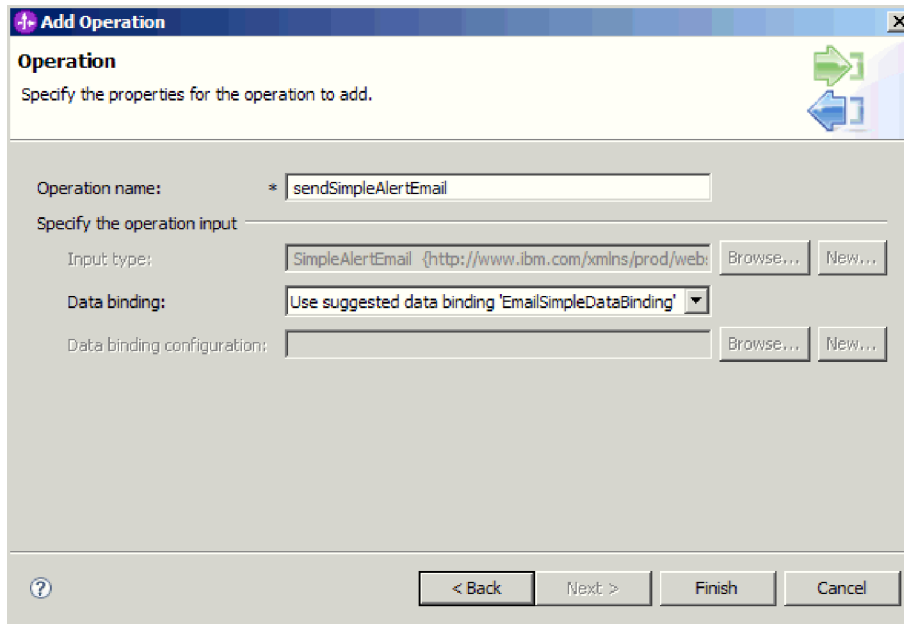 Add Operation
Operation
Specify the properties for the operation to add.
Operation name: * sendSimpleAlertEmail
Specify the operation input
Input type: SimpleAlertEmail {http://www.ibm.com/xmlns/prod/web: Browse... New...
Data binding: Use suggested data binding 'EmailSimpleDataBinding'
Data binding configuration: Browse... New...
? < Back Next > Finish Cancel